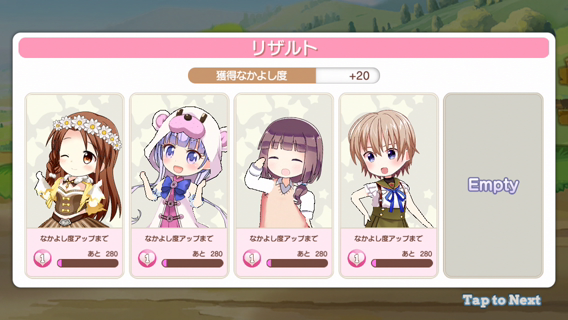 リザルト
獲得なかよし度 +20
なかよし度アップまで
1 あと 280
なかよし度アップまで
1 あと 280
なかよし度アップまで
1 あと 280
なかよし度アップまで
1 あと 280
Empty
Tap to Next